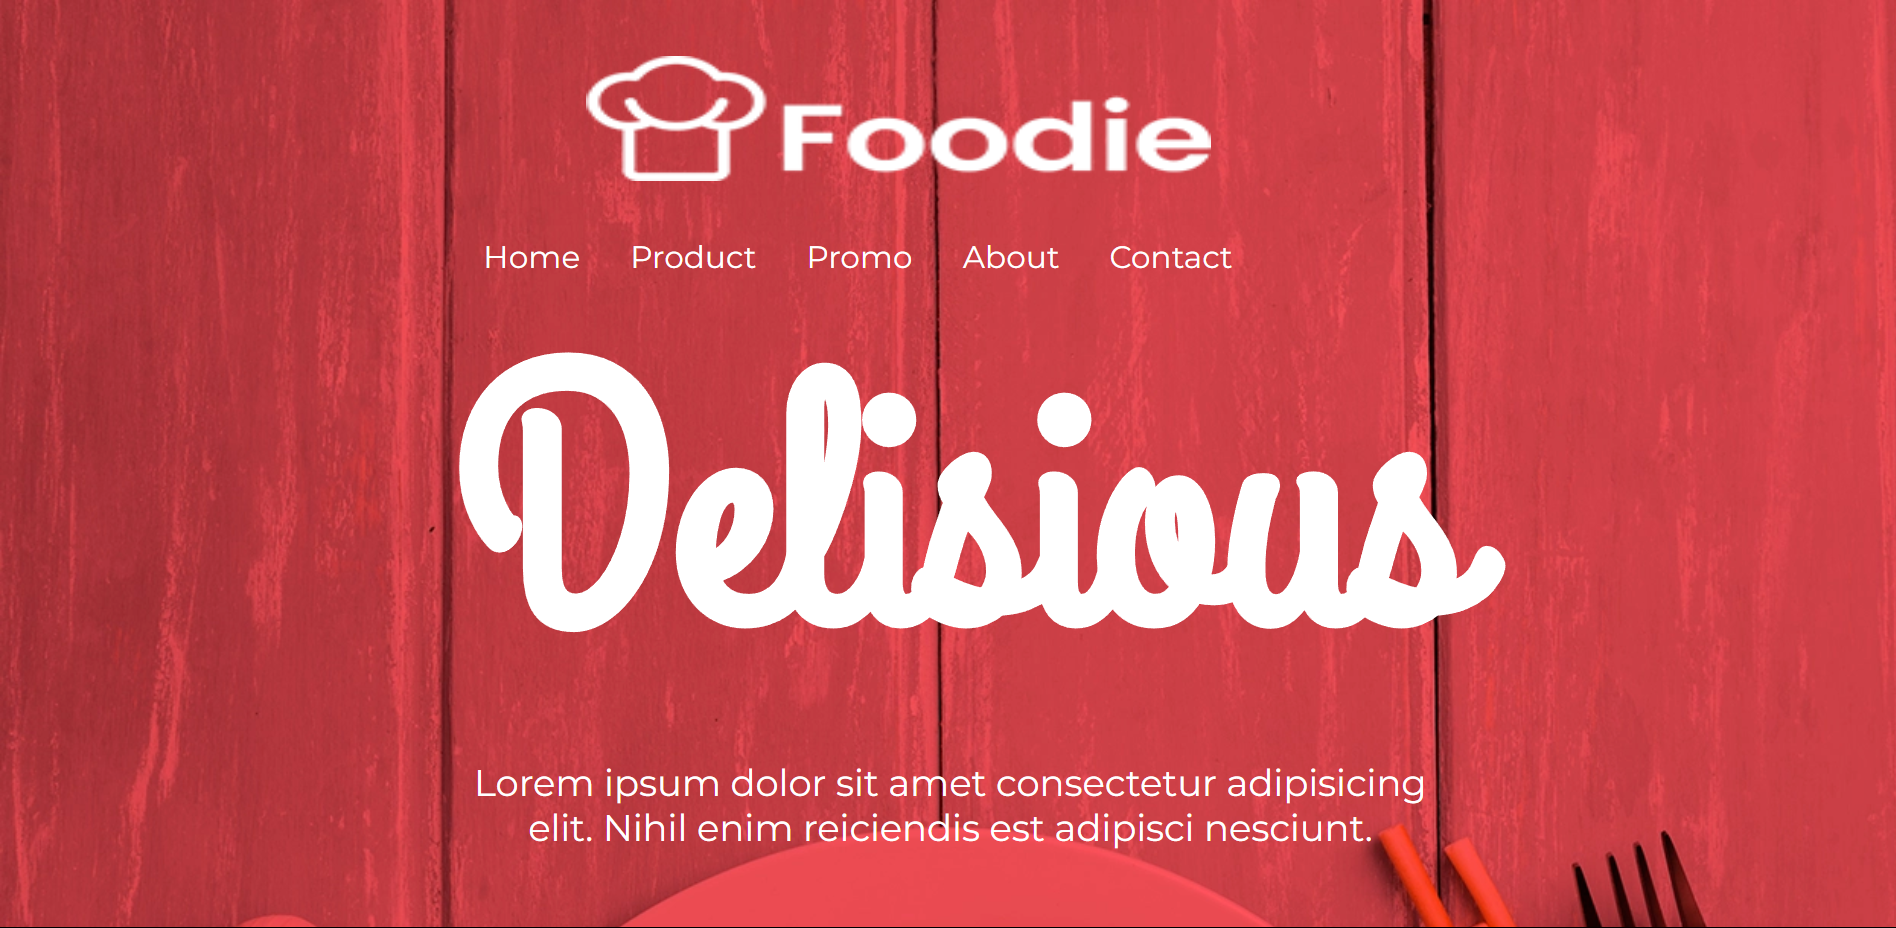 Foodie
Home Product Promo About Contact
Delisious
Lorem ipsum dolor sit amet consectetur adipisicing
elit. Nihil enim reiciendis est adipisci nesciunt.